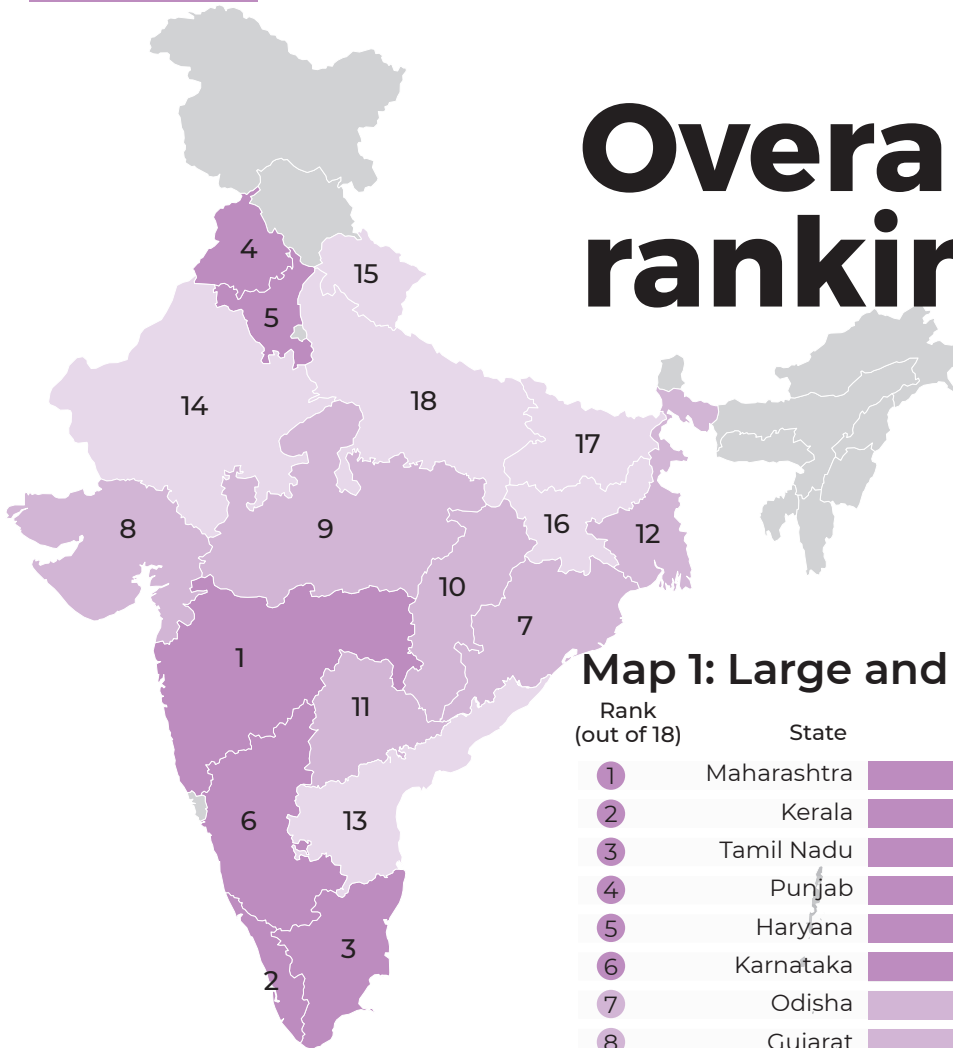 Overa
rankin
4
15
5
14
18
17
8
9
16
12
10
7
1
11
6
13
3
2
Map 1: Large and
Rank
(out of 18)
State
1 Maharashtra
2 Kerala
3 Tamil Nadu
4 Punjab
5 Haryana
6 Karnataka
7 Odisha
8 Gujarat